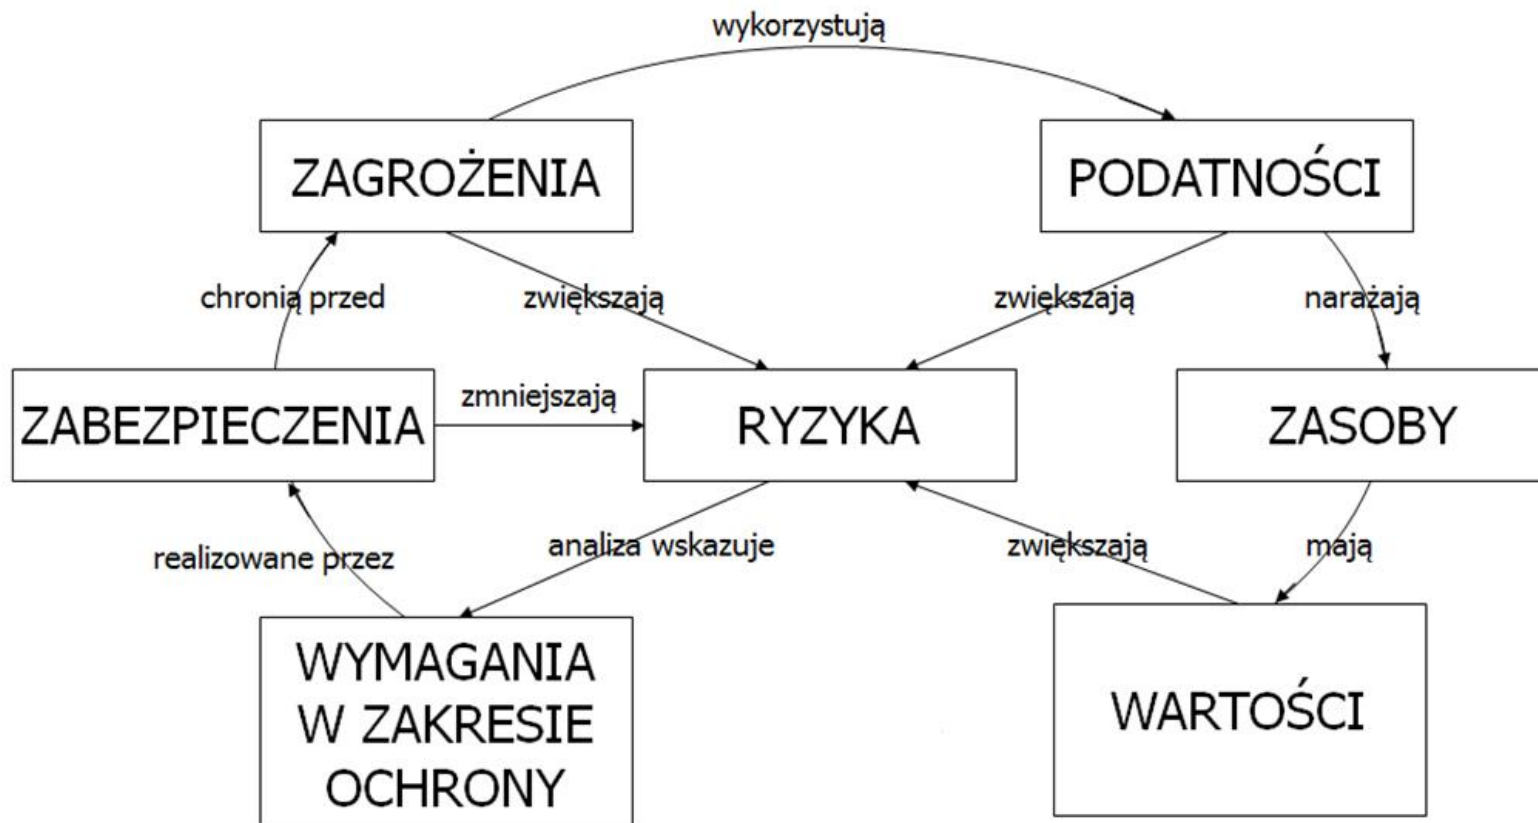 wykorzystują
ZAGROŻENIA
PODATNOŚCI
chronią przed
zwiększają
zwiększają
narażają
ZABEZPIECZENIA
zmniejszają
RYZYKA
ZASOBY
realizowane przez
analiza wskazuje
zwiększają
mają
WYMAGANIA
W ZAKRESIE
OCHRONY
WARTOŚCI